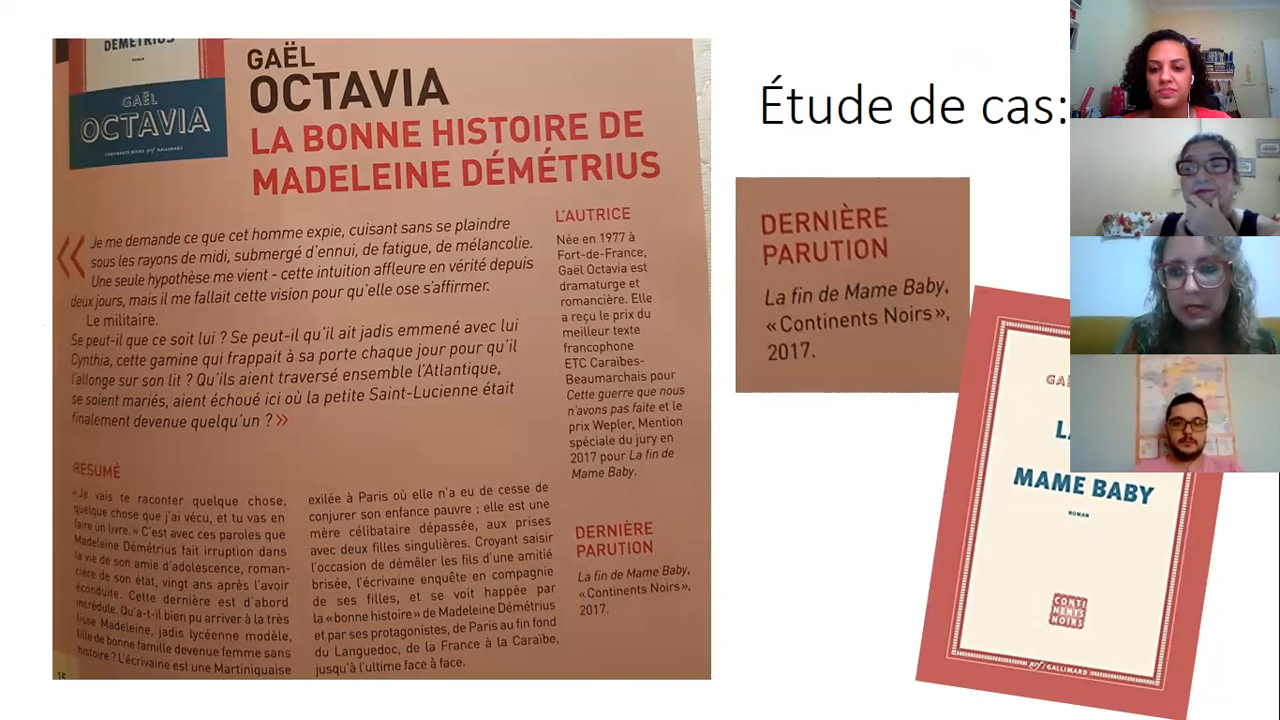 DÉMÉTRIUS
ROMAN
GAËL
OCTAVIA
CONTINENTS NOIRS nrf GALLIMARD
GAËL
OCTAVIA
LA BONNE HISTOIRE DE
MADELEINE DÉMÉTRIUS
« Je me demande ce que cet homme expie, cuisant sans se plaindre
sous les rayons de midi, submergé d'ennui, de fatigue, de mélancolie.
Une seule hypothèse me vient - cette intuition affleure en vérité depuis
deux jours, mais il me fallait cette vision pour qu'elle ose s'affirmer.
Le militaire.
Se peut-il que ce soit lui ? Se peut-il qu'il ait jadis emmené avec lui
Cynthia, cette gamine qui frappait à sa porte chaque jour pour qu'il
l'allonge sur son lit ? Qu'ils aient traversé ensemble l'Atlantique,
se soient mariés, aient échoué ici où la petite Saint-Lucienne était
finalement devenue quelqu'un ? »
RÉSUMÉ
« Je vais te raconter quelque chose,
quelque chose que j'ai vécu, et tu vas en
faire un livre. » C'est avec ces paroles que
Madeleine Démétrius fait irruption dans
la vie de son amie d'adolescence, roman-
cière de son état, vingt ans après l'avoir
éconduite. Cette dernière est d'abord
incrédule. Qu'a-t-il bien pu arriver à la très
lisse Madeleine, jadis lycéenne modèle,
fille de bonne famille devenue femme sans
histoire ? L'écrivaine est une Martiniquaise
exilée à Paris où elle n'a eu de cesse de
conjurer son enfance pauvre ; elle est une
mère célibataire dépassée, aux prises
avec deux filles singulières. Croyant saisir
l'occasion de démêler les fils d'une amitié
brisée, l'écrivaine enquête en compagnie
de ses filles, et se voit happée par
la « bonne histoire » de Madeleine Démétrius
et par ses protagonistes, de Paris au fin fond
du Languedoc, de la France à la Caraïbe,
jusqu'à l'ultime face à face.
15
L'AUTRICE
Née en 1977 à
Fort-de-France,
Gaël Octavia est
dramaturge et
romancière. Elle
a reçu le prix du
meilleur texte
francophone
ETC Caraïbes-
Beaumarchais pour
Cette guerre que nous
n'avons pas faite et le
prix Wepler, Mention
spéciale du jury en
2017 pour La fin de
Mame Baby.
DERNIÈRE
PARUTION
La fin de Mame Baby,
« Continents Noirs »,
2017.
Étude de cas:
DERNIÈRE
PARUTION
La fin de Mame Baby,
« Continents Noirs »,
2017.
MAME BABY
ROMAN
CONTI
NENTS
NOIRS
nrf GALLIMARD